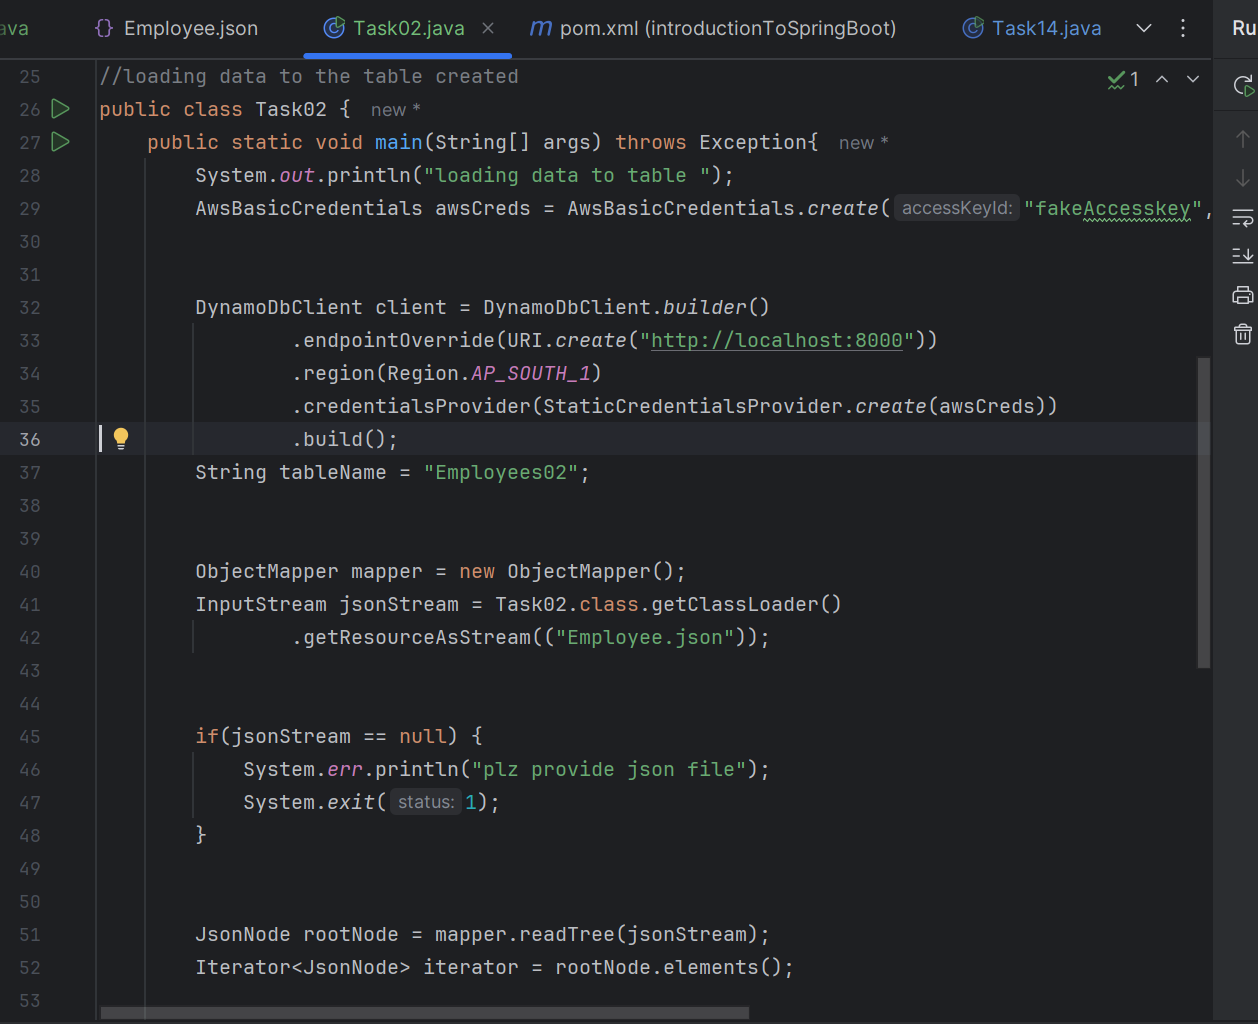 ava
Employee.json
Task02.java
pom.xml (introductionToSpringBoot)
Task14.java
Ru
25 //loading data to the table created
1
26 public class Task02 { new *
27 public static void main(String[] args) throws Exception{ new *
28 System.out.println("loading data to table ");
29 AwsBasicCredentials awsCreds = AwsBasicCredentials.create( accessKeyId: "fakeAccesskey",
30
31
32 DynamoDbClient client = DynamoDbClient.builder()
33 .endpointOverride(URI.create("http://localhost:8000"))
34 .region(Region.AP_SOUTH_1)
35 .credentialsProvider(StaticCredentialsProvider.create(awsCreds))
36 .build();
37 String tableName = "Employees02";
38
39
40 ObjectMapper mapper = new ObjectMapper();
41 InputStream jsonStream = Task02.class.getClassLoader()
42 .getResourceAsStream(("Employee.json"));
43
44
45 if(jsonStream == null) {
46 System.err.println("plz provide json file");
47 System.exit( status: 1);
48 }
49
50
51 JsonNode rootNode = mapper.readTree(jsonStream);
52 Iterator<JsonNode> iterator = rootNode.elements();
53